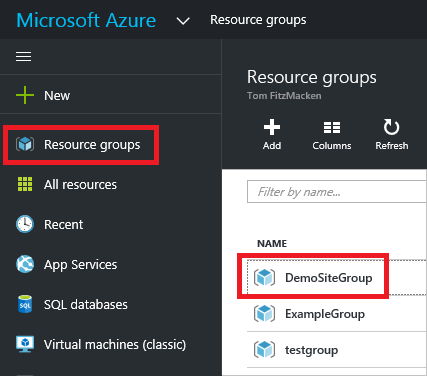 Microsoft Azure
Resource groups
New
Resource groups
All resources
Recent
App Services
SQL databases
Virtual machines (classic)
Resource groups
Tom FitzMacken
Add
Columns
Refresh
Filter by name...
NAME
DemoSiteGroup
ExampleGroup
testgroup